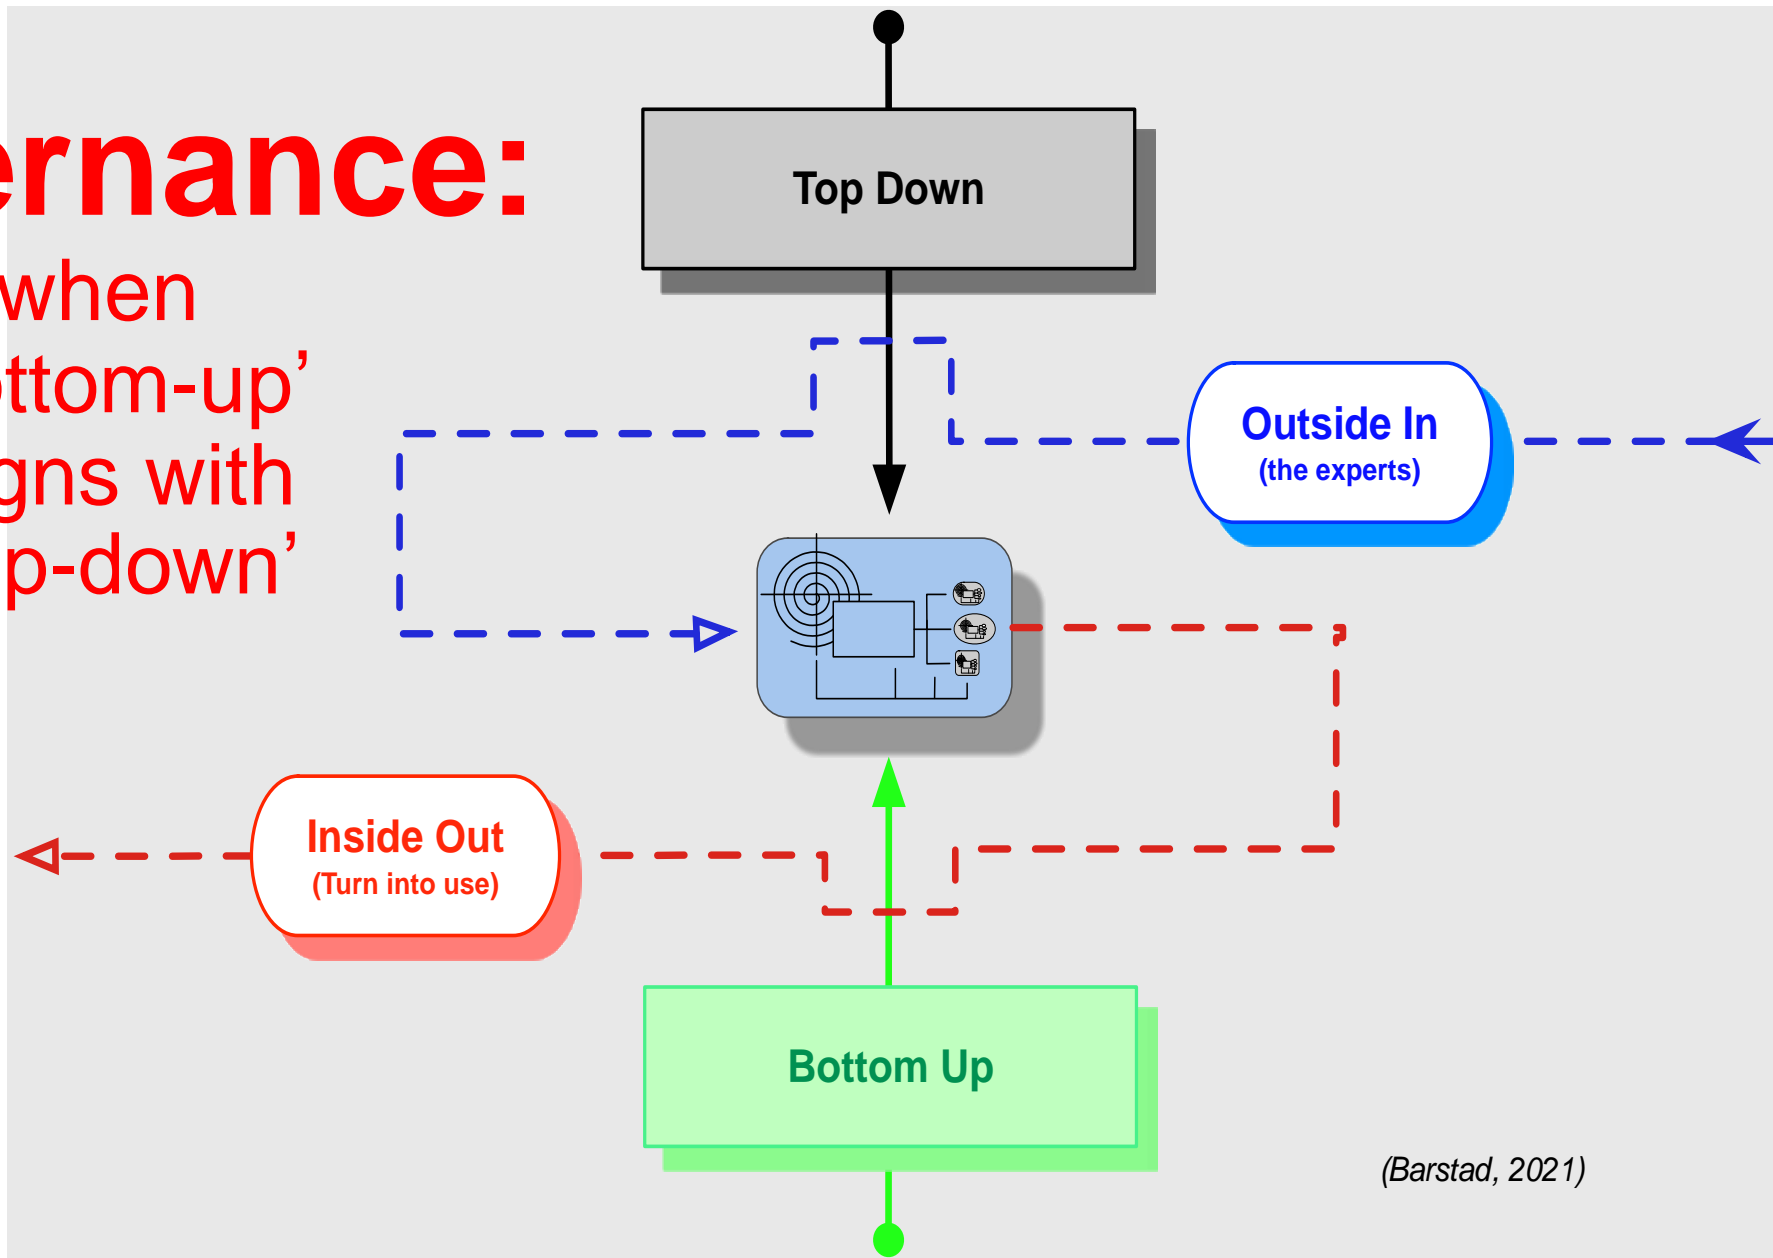 ernance:
when
ottom-up’
gns with
p-down’
Top Down
Outside In
(the experts)
Inside Out
(Turn into use)
Bottom Up
(Barstad, 2021)